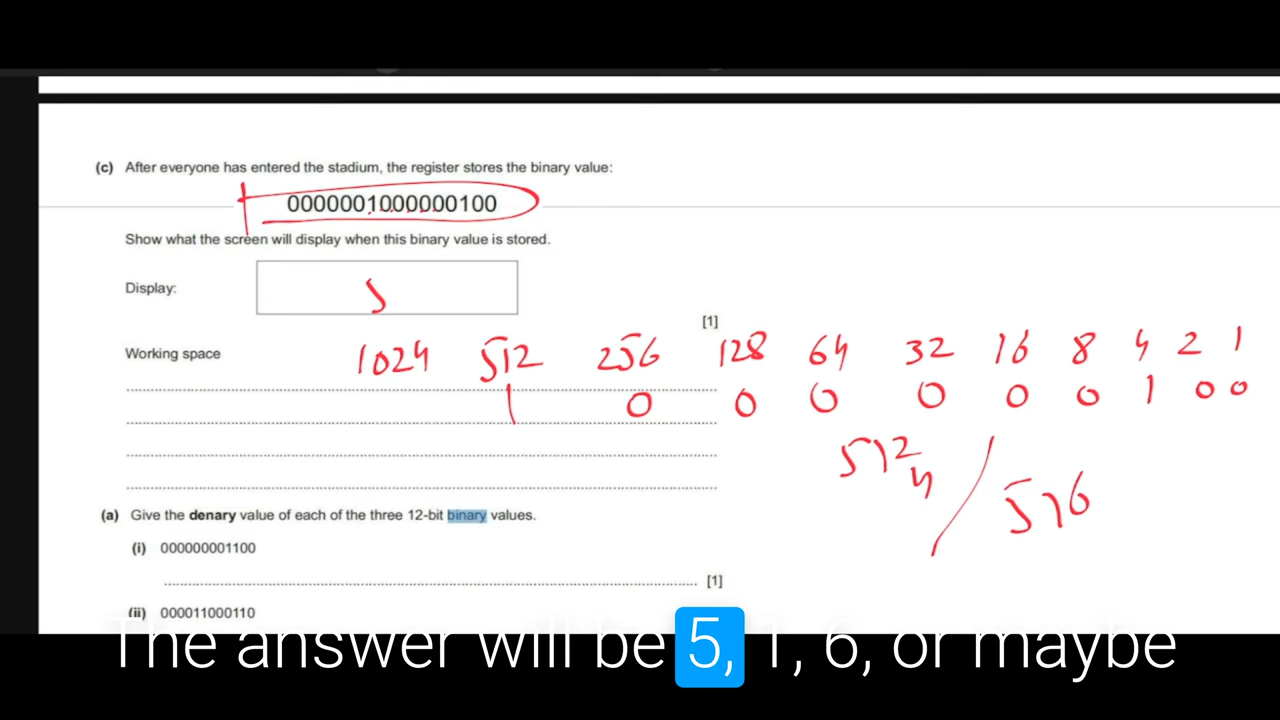 (c) After everyone has entered the stadium, the register stores the binary value:
0000001000000100
Show what the screen will display when this binary value is stored.
Display: 5
[1]
Working space 1024 512 256 128 64 32 16 8 4 2 1
1 0 0 0 0 0 0 1 0 0
512
4
516
(a) Give the denary value of each of the three 12-bit binary values.
(i) 000000001100
[1]
(ii) 000011000110
The answer will be 5, 1, 6, or maybe